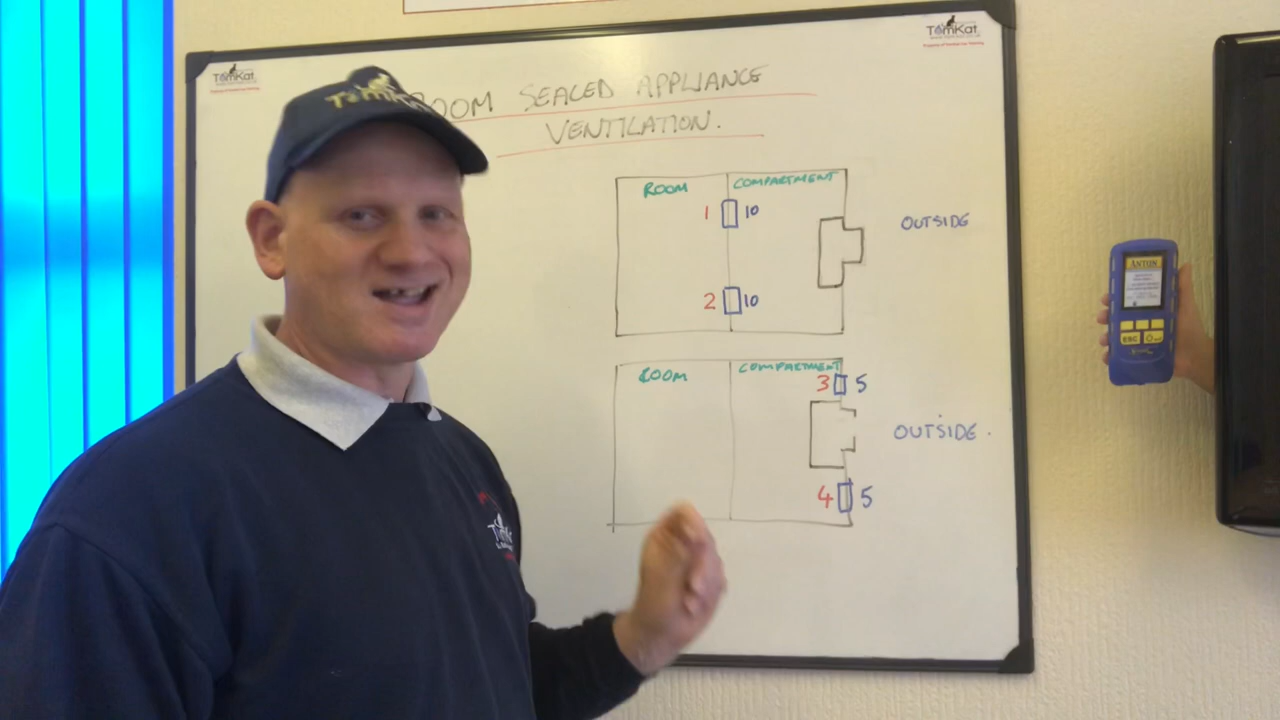 TomKat
TomKat
TomKat
ROOM SEALED APPLIANCE
VENTILATION.
ROOM COMPARTMENT
1 10
OUTSIDE
2 10
ROOM COMPARTMENT
3 5
OUTSIDE.
4 5
ANTON
ESC